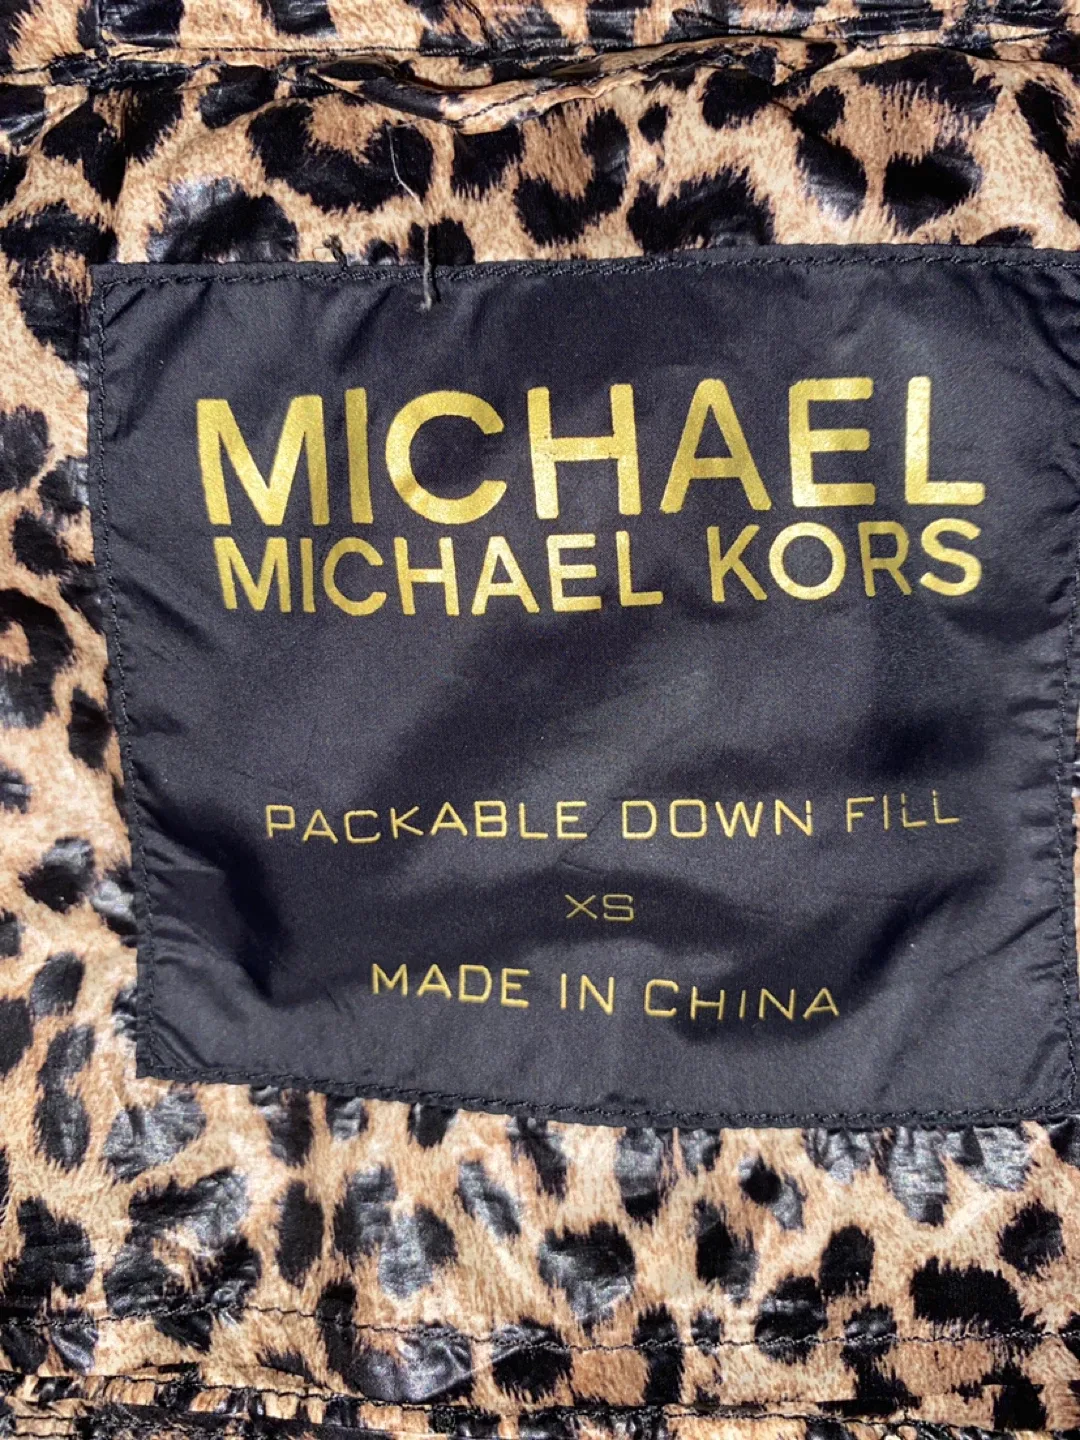 MICHAEL
MICHAEL KORS
PACKABLE DOWN FILL
XS
MADE IN CHINA